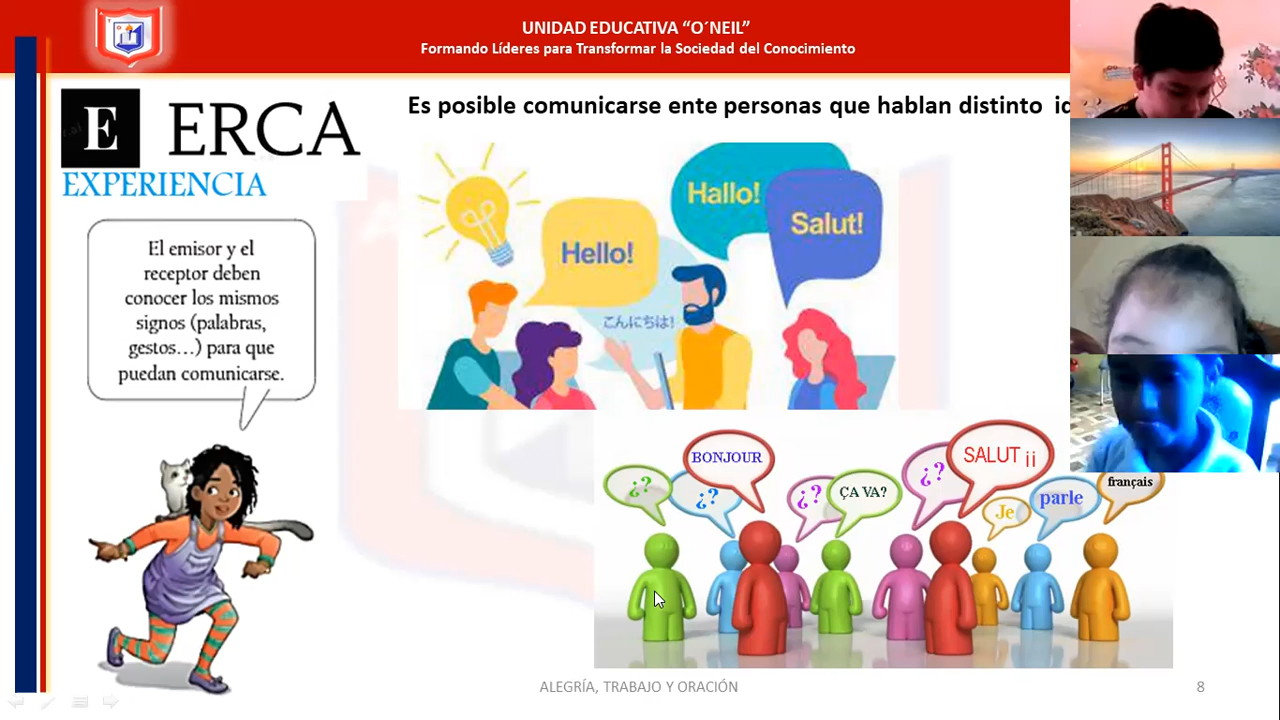 UNIDAD EDUCATIVA “O´NEIL”
Formando Líderes para Transformar la Sociedad del Conocimiento
E ERCA
EXPERIENCIA
Es posible comunicarse ente personas que hablan distinto
El emisor y el
receptor deben
conocer los mismos
signos (palabras,
gestos...) para que
puedan comunicarse.
Hello!
Hallo!
Salut!
こんにちは!
¿?
BONJOUR
¿?
¿?
ÇA VA?
¿?
SALUT ¡¡
Je
parle
français
ALEGRÍA, TRABAJO Y ORACIÓN
8